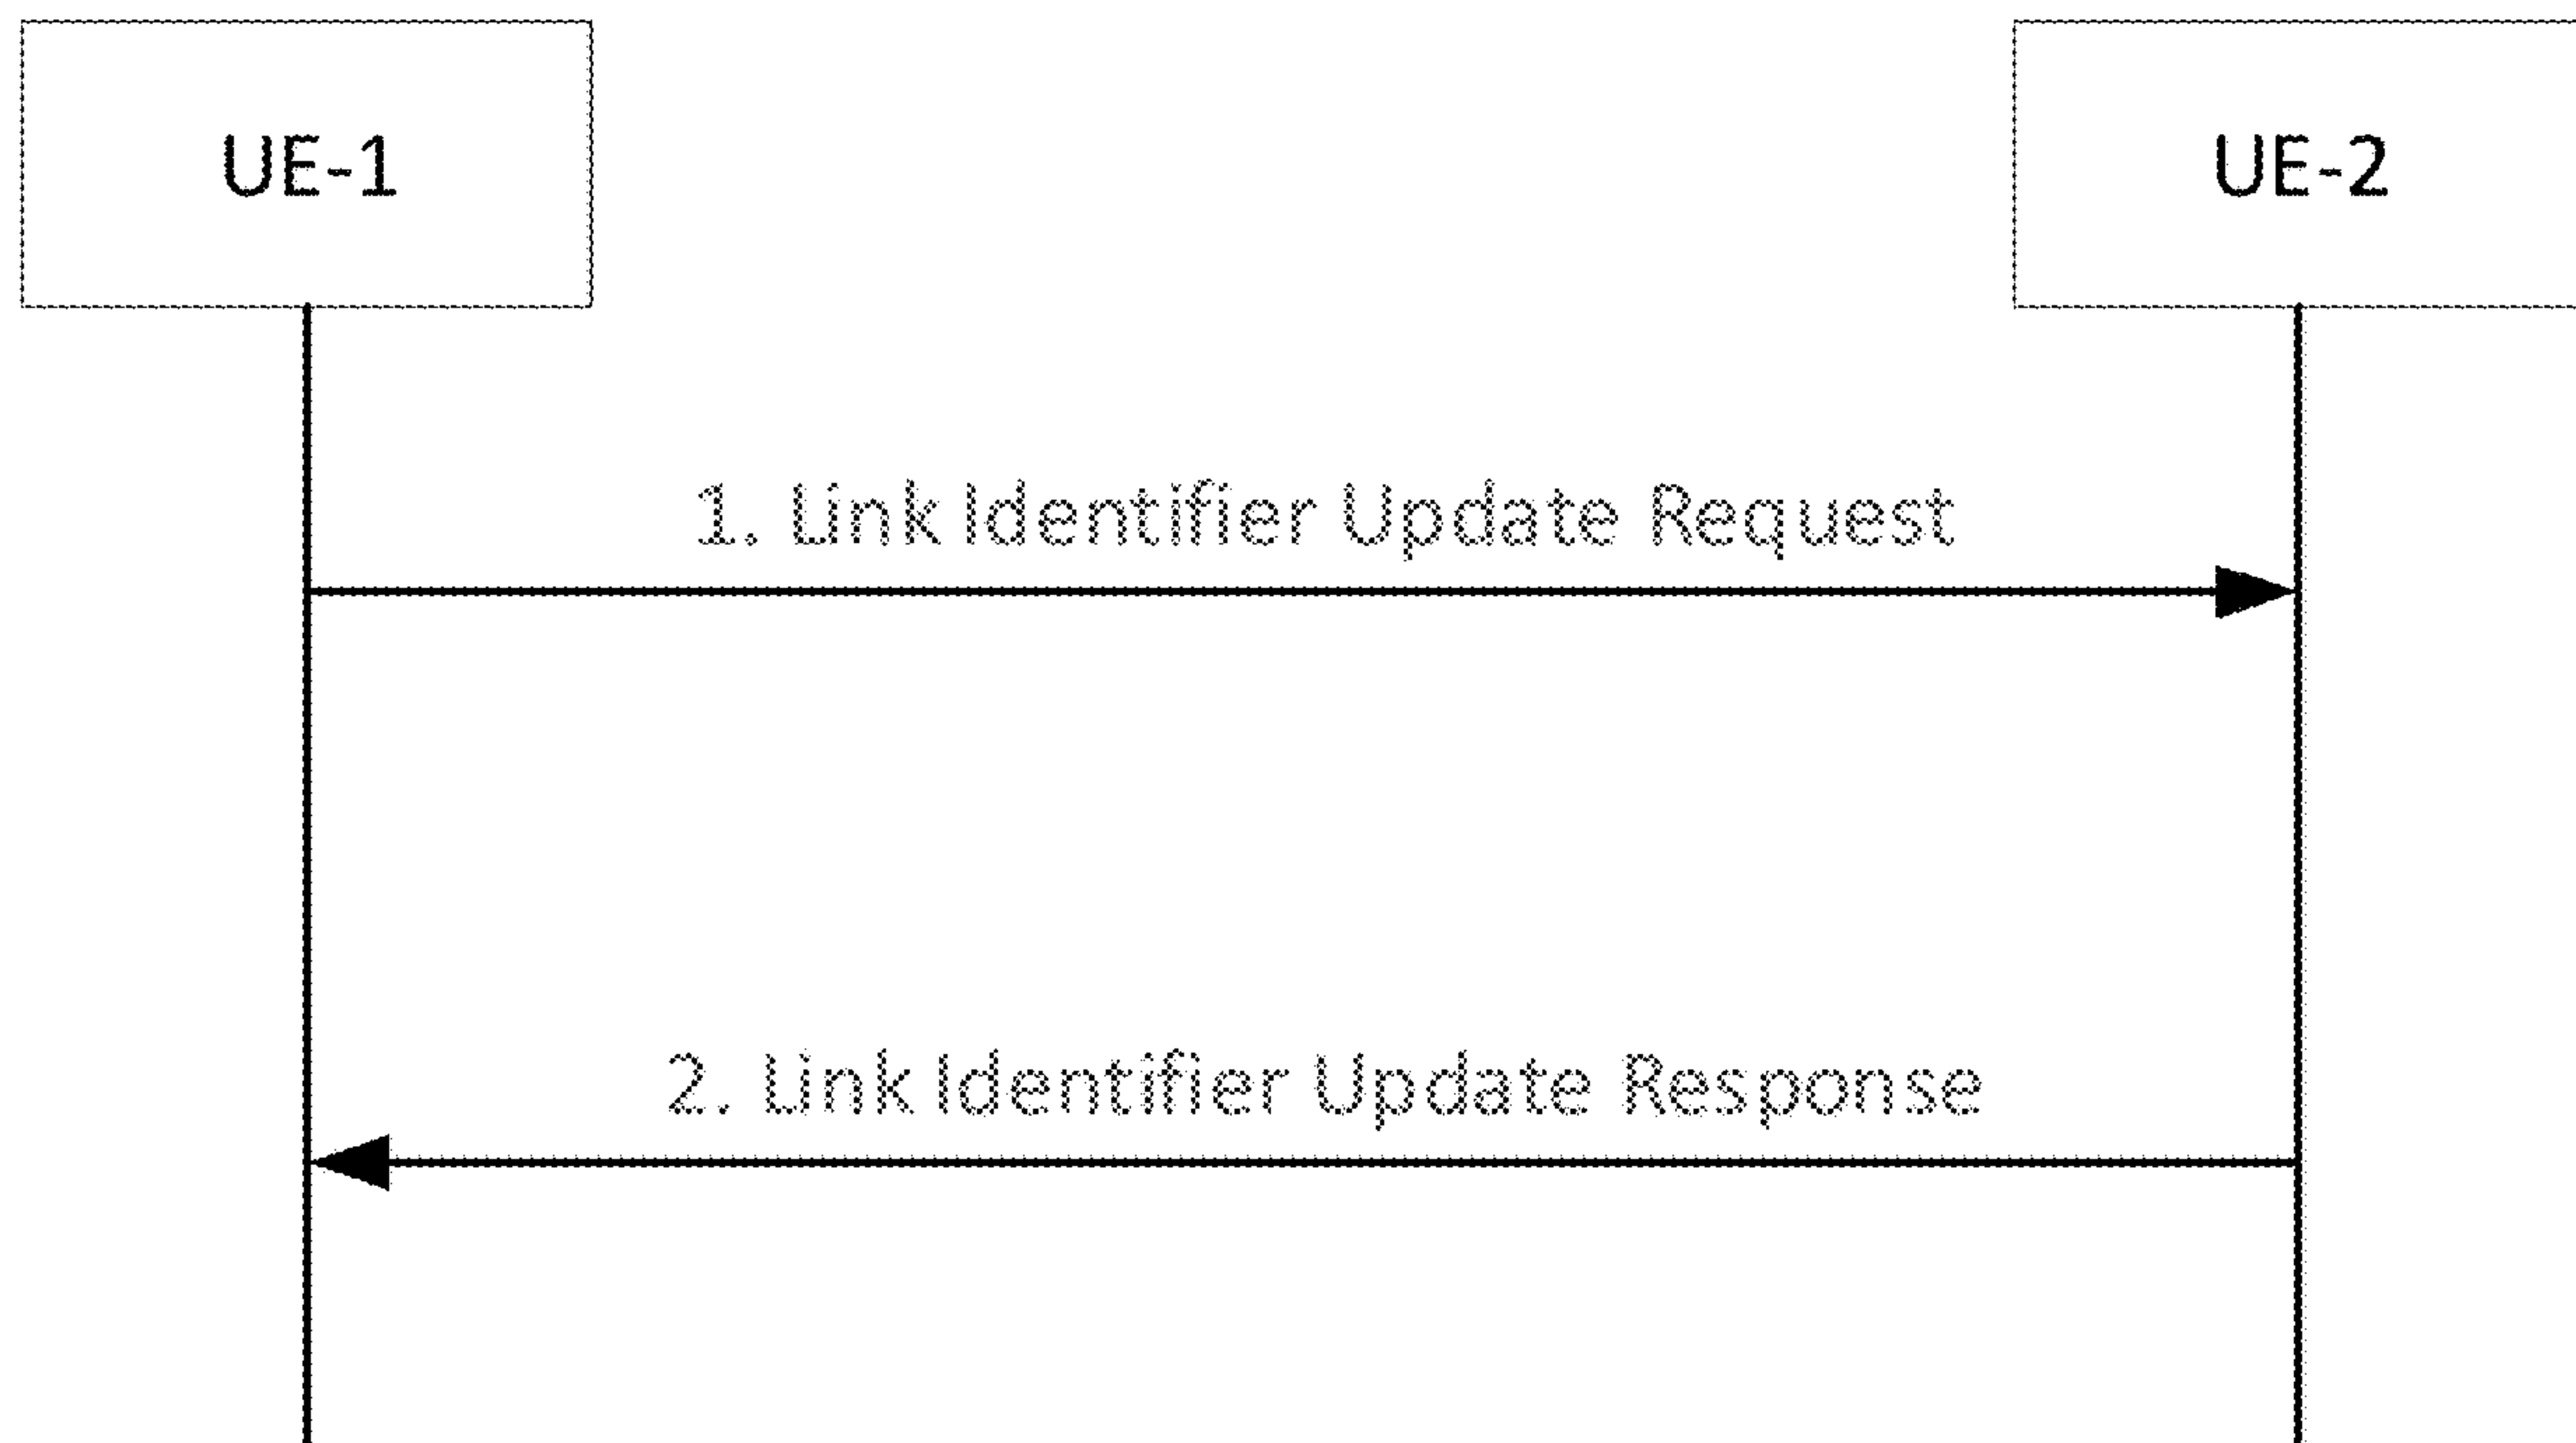 UE-1
UE-2
1. Link Identifier Update Request
2. Link Identifier Update Response